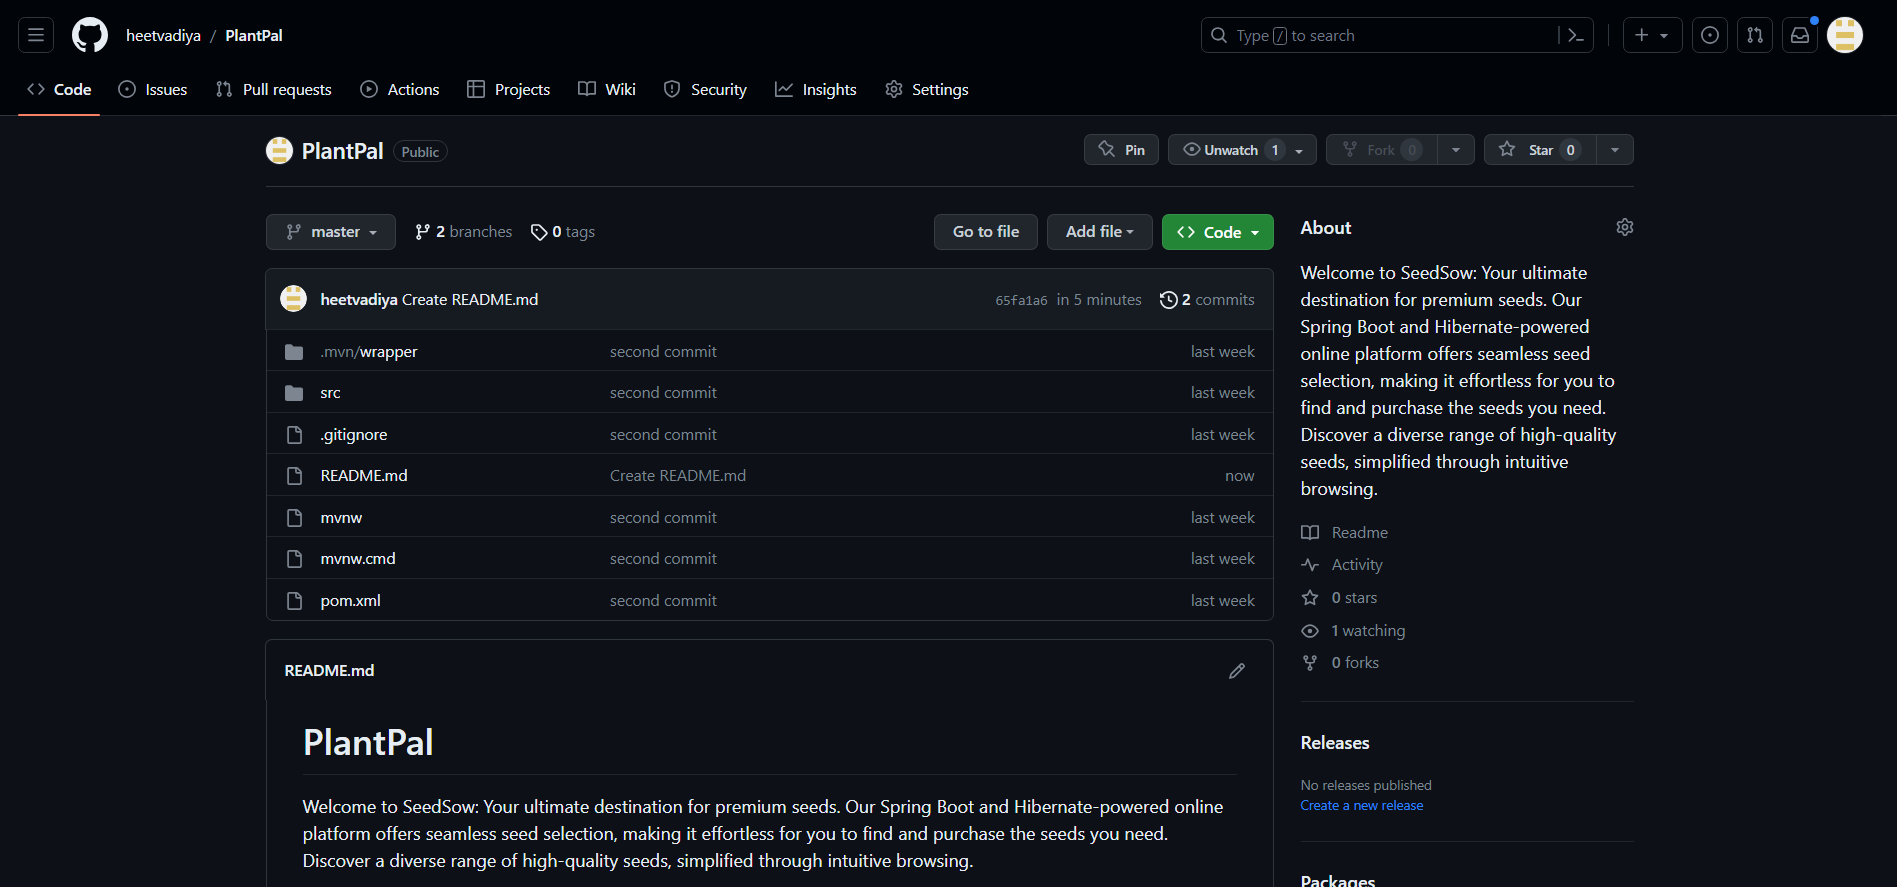 heetvadiya / PlantPal
Type / to search
Code Issues Pull requests Actions Projects Wiki Security Insights Settings
PlantPal Public
Pin Unwatch 1 Fork 0 Star 0
master 2 branches 0 tags Go to file Add file Code
heetvadiya Create README.md 65fa1a6 in 5 minutes 2 commits
.mvn/wrapper second commit last week
src second commit last week
.gitignore second commit last week
README.md Create README.md now
mvnw second commit last week
mvnw.cmd second commit last week
pom.xml second commit last week
README.md
PlantPal
Welcome to SeedSow: Your ultimate destination for premium seeds. Our Spring Boot and Hibernate-powered online
platform offers seamless seed selection, making it effortless for you to find and purchase the seeds you need.
Discover a diverse range of high-quality seeds, simplified through intuitive browsing.
About
Welcome to SeedSow: Your ultimate
destination for premium seeds. Our
Spring Boot and Hibernate-powered
online platform offers seamless seed
selection, making it effortless for you to
find and purchase the seeds you need.
Discover a diverse range of high-quality
seeds, simplified through intuitive
browsing.
Readme
Activity
0 stars
1 watching
0 forks
Releases
No releases published
Create a new release
Packages